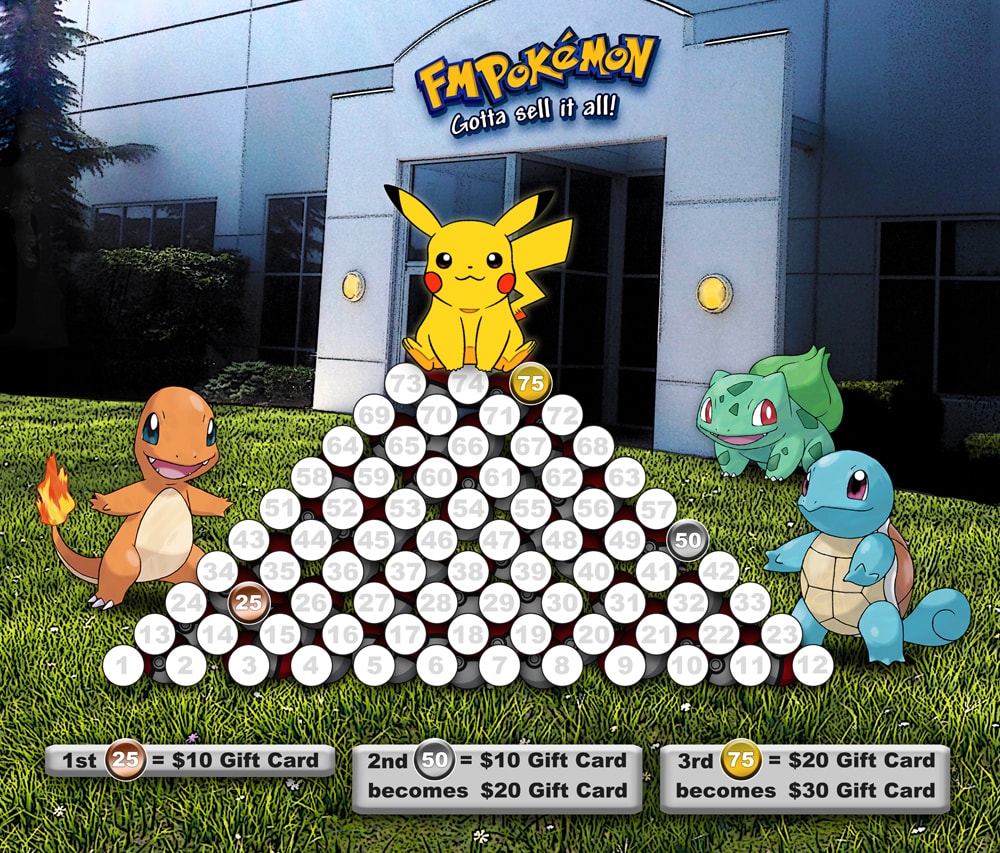 FMPokéMoN
Gotta sell it all!
73 74 75
69 70 71 72
64 65 66 67 68
58 59 60 61 62 63
51 52 53 54 55 56 57
43 44 45 46 47 48 49 50
34 35 36 37 38 39 40 41 42
24 25 26 27 28 29 30 31 33
13 14 15 16 17 18 19 20 21 22 23
1 2 3 4 5 6 7 8 9 10 11 12
1st 25 = $10 Gift Card
2nd 50 = $10 Gift Card
becomes $20 Gift Card
3rd 75 = $20 Gift Card
becomes $30 Gift Card